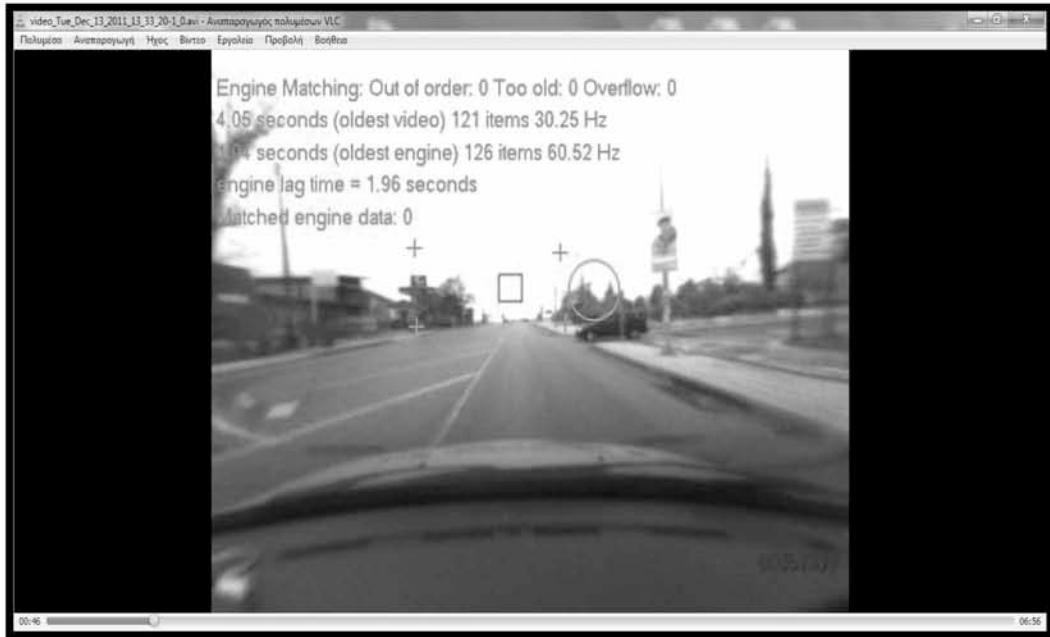 video_Tue_Dec_13_2011_13_33_20-1_0.avi - Αναπαραγωγός πολυμέσων VLC
Πολυμέσα Αναπαραγωγή Ήχος Βίντεο Εργαλεία Προβολή Βοήθεια
Engine Matching: Out of order: 0 Too old: 0 Overflow: 0
4.05 seconds (oldest video) 121 items 30.25 Hz
seconds (oldest engine) 126 items 60.52 Hz
engine lag time = 1.96 seconds
Matched engine data: 0
00:46
06:56